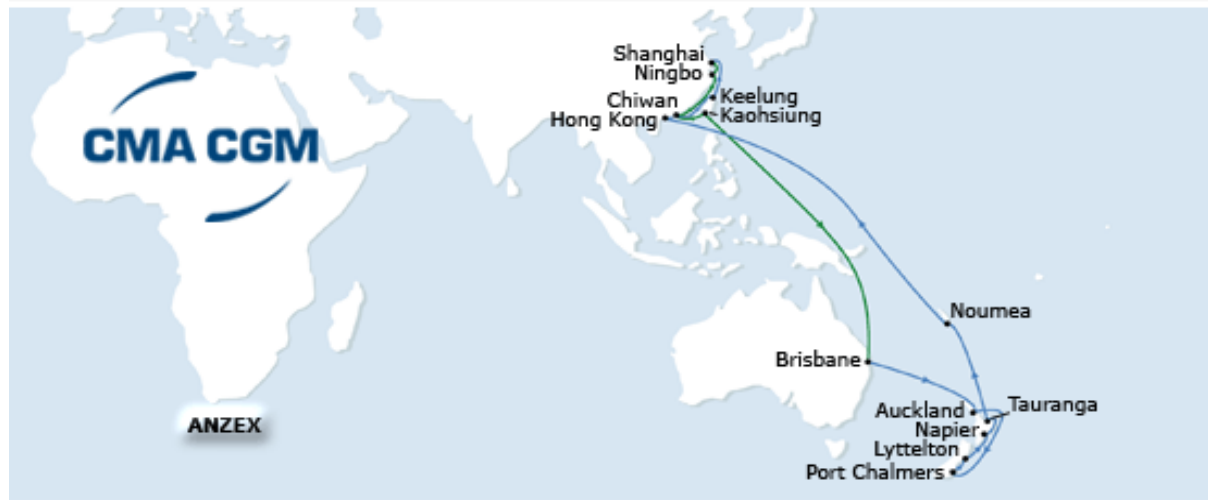 Shanghai
Ningbo
Chiwan
Keelung
Hong Kong
Kaohsiung
CMA CGM
Noumea
Brisbane
Auckland
Tauranga
Napier
Lyttelton
Port Chalmers
ANZEX